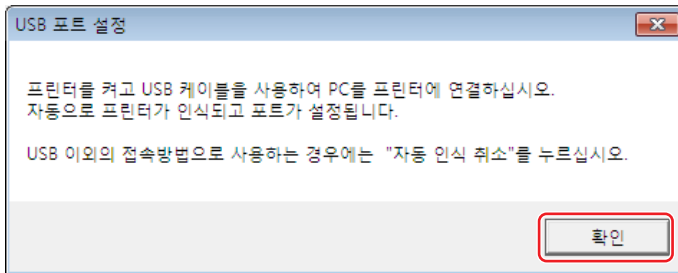 USB 포트 설정
프린터를 켜고 USB 케이블을 사용하여 PC를 프린터에 연결하십시오.
자동으로 프린터가 인식되고 포트가 설정됩니다.
USB 이외의 접속방법으로 사용하는 경우에는 "자동 인식 취소"를 누르십시오.
확인